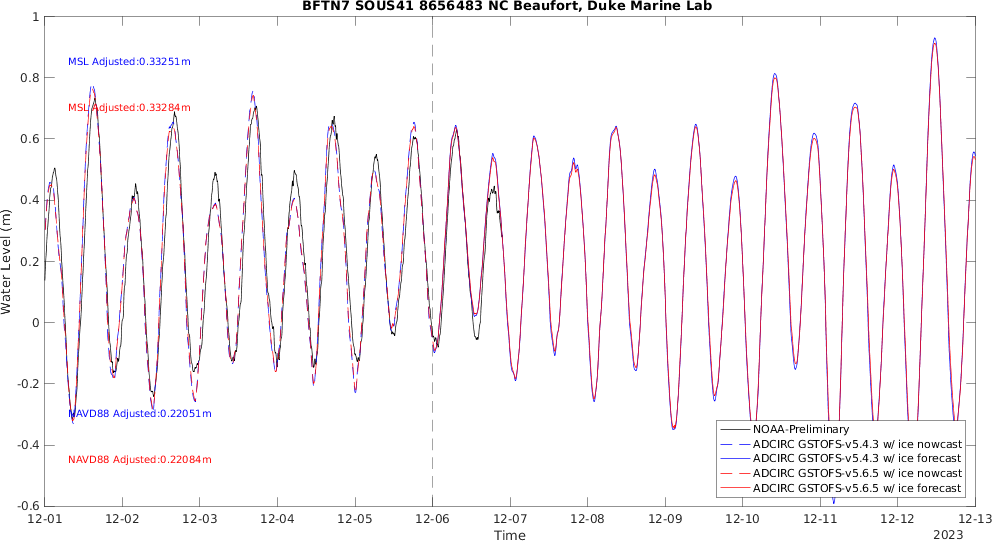 BFTN7 SOUS41 8656483 NC Beaufort, Duke Marine Lab
1
0.8
0.6
0.4
0.2
0
-0.2
-0.4
-0.6
Water Level (m)
MSL Adjusted:0.33251m
MSL Adjusted:0.33284m
NAVD88 Adjusted:0.22051m
NAVD88 Adjusted:0.22084m
NOAA-Preliminary
ADCIRC GSTOFS-v5.4.3 w/ ice nowcast
ADCIRC GSTOFS-v5.4.3 w/ ice forecast
ADCIRC GSTOFS-v5.6.5 w/ ice nowcast
ADCIRC GSTOFS-v5.6.5 w/ ice forecast
12-01 12-02 12-03 12-04 12-05 12-06 12-07 12-08 12-09 12-10 12-11 12-12 12-13
Time
2023